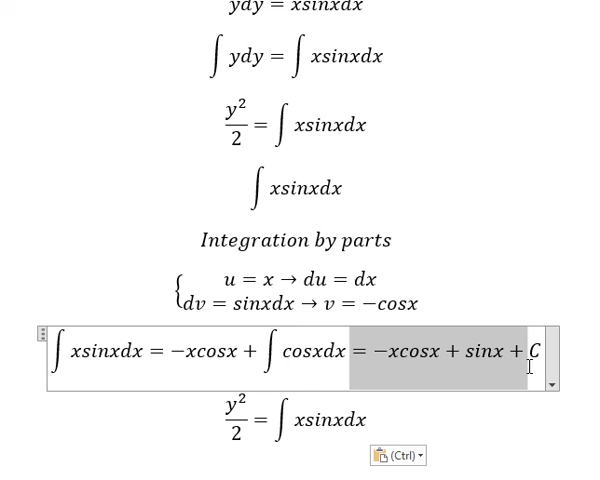 ydy = xsinxdx
∫ ydy = ∫ xsinxdx
y²/2 = ∫ xsinxdx
∫ xsinxdx
Integration by parts
{ u = x → du = dx
dv = sinxdx → v = −cosx
∫ xsinxdx = −xcosx + ∫ cosxdx = −xcosx + sinx + C
y²/2 = ∫ xsinxdx
(Ctrl)